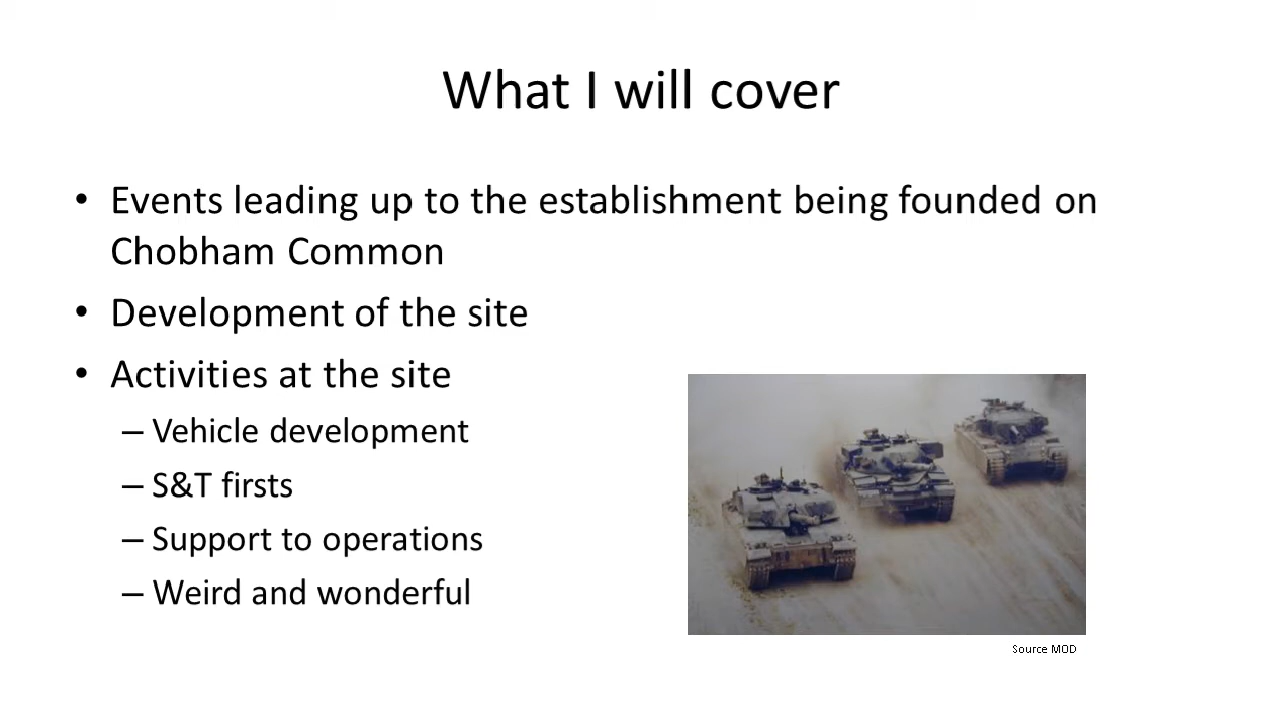 What I will cover
• Events leading up to the establishment being founded on
Chobham Common
• Development of the site
• Activities at the site
– Vehicle development
– S&T firsts
– Support to operations
– Weird and wonderful
Source MOD